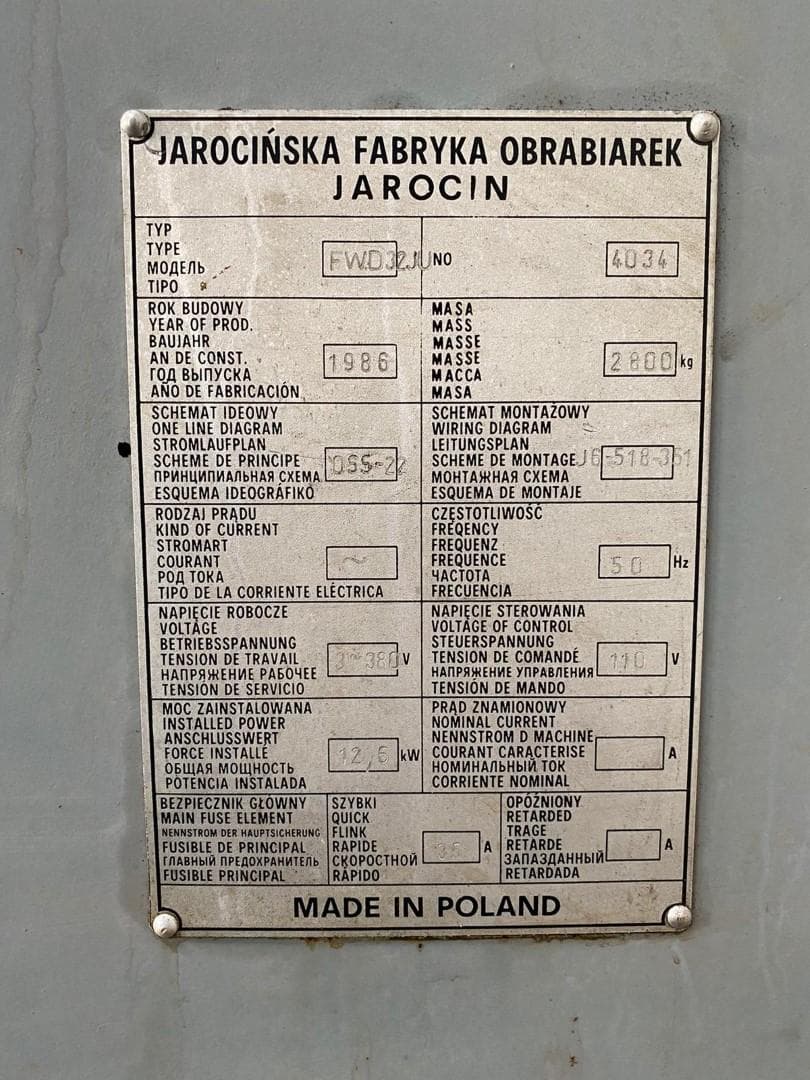 JAROCIŃSKA FABRYKA OBRABIAREK
JAROCIN
TYP
TYPE
МОДЕЛЬ
TIPO
FWD32JU
NO
4034
ROK BUDOWY
YEAR OF PROD.
BAUJAHR
AN DE CONST.
ГОД ВЫПУСКА
AÑO DE FABRICACIÓN
1986
MASA
MASS
MASSE
MASSE
МАССА
MASA
2800 kg
SCHEMAT IDEOWY
ONE LINE DIAGRAM
STROMLAUFPLAN
SCHEME DE PRINCIPE
ПРИНЦИПИАЛЬНАЯ СХЕМА
ESQUEMA IDEOGRÁFIKO
SCHEMAT MONTAŻOWY
WIRING DIAGRAM
LEITUNGSPLAN
SCHEME DE MONTAGE
МОНТАЖНАЯ СХЕМА
ESQUEMA DE MONTAJE
J6-518-351
RODZAJ PRĄDU
KIND OF CURRENT
STROMART
COURANT
РОД ТОКА
TIPO DE LA CORRIENTE ELÉCTRICA
~
CZĘSTOTLIWOŚĆ
FREQENCY
FREQUENZ
FREQUENCE
ЧАСТОТА
FRECUENCIA
50 Hz
NAPIĘCIE ROBOCZE
VOLTAGE
BETRIEBSSPANNUNG
TENSION DE TRAVAIL
НАПРЯЖЕНИЕ РАБОЧЕЕ
TENSIÓN DE SERVICIO
3~380 V
NAPIĘCIE STEROWANIA
VOLTAGE OF CONTROL
STEUERSPANNUNG
TENSION DE COMANDÉ
НАПРЯЖЕНИЕ УПРАВЛЕНИЯ
TENSIÓN DE MANDO
110 V
MOC ZAINSTALOWANA
INSTALLED POWER
ANSCHLUSSWERT
FORCE INSTALLÉ
ОБЩАЯ МОЩНОСТЬ
POTENCIA INSTALADA
kW
PRĄD ZNAMIONOWY
NOMINAL CURRENT
NENNSTROM D MACHINE
COURANT CARACTERISE
НОМИНАЛЬНЫЙ ТОК
CORRIENTE NOMINAL
A
BEZPIECZNIK GŁÓWNY
MAIN FUSE ELEMENT
NENNSTROM DER HAUPTSICHERUNG
FUSIBLE DE PRINCIPAL
ГЛАВНЫЙ ПРЕДОХРАНИТЕЛЬ
FUSIBLE PRINCIPAL
SZYBKI
QUICK
FLINK
RAPIDE
СКОРОСТНОЙ
RÁPIDO
A
OPÓŹNIONY
RETARDED
TRAGE
RETARDE
ЗАПАЗДАННЫЙ
RETARDADA
A
MADE IN POLAND